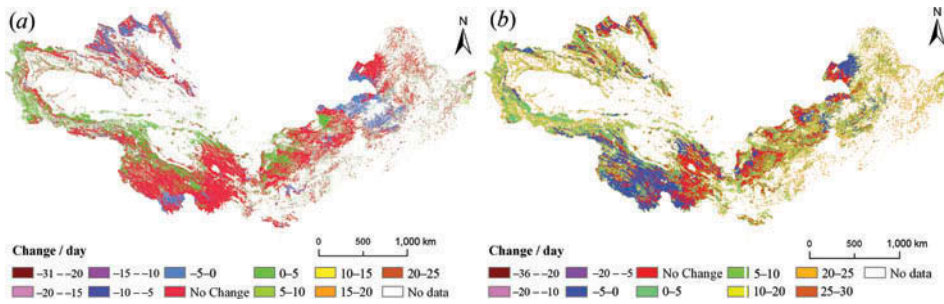 (a)
N
Change / day
0 500 1,000 km
–31 – –20
–15 – –10
–5–0
0–5
10–15
20–25
–20 – –15
–10 – –5
No Change
5–10
15–20
No data
(b)
N
Change / day
0 500 1,000 km
–36 – –20
–20 – –5
No Change
5–10
20–25
No data
–20 – –10
–5–0
0–5
10–20
25–30